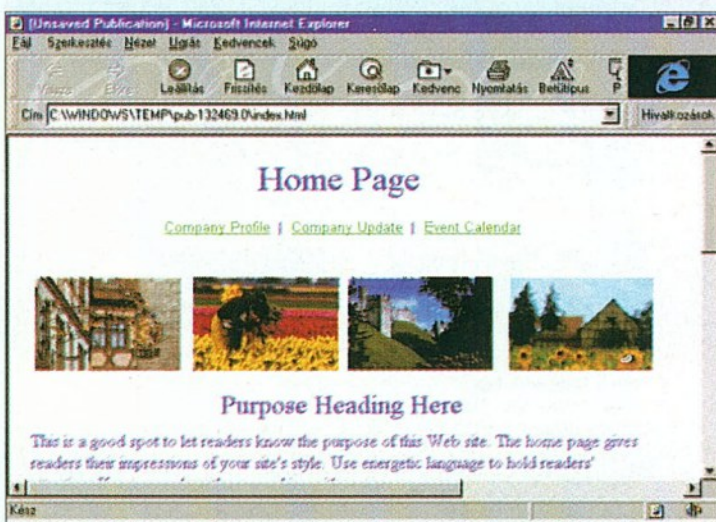 [Unsaved Publication] - Microsoft Internet Explorer
Fájl Szerkesztés Nézet Ugrás Kedvencek Súgó
Vissza Előre Leállítás Frissítés Kezdőlap Keresőlap Kedvenc Nyomtatás Betűtípus P
Cím C:\WINDOWS\TEMP\pub-132469.0\index.html Hivatkozások
Home Page
Company Profile | Company Update | Event Calendar
Purpose Heading Here
This is a good spot to let readers know the purpose of this Web site. The home page gives
readers their impressions of your site's style. Use energetic language to hold readers'
Kész